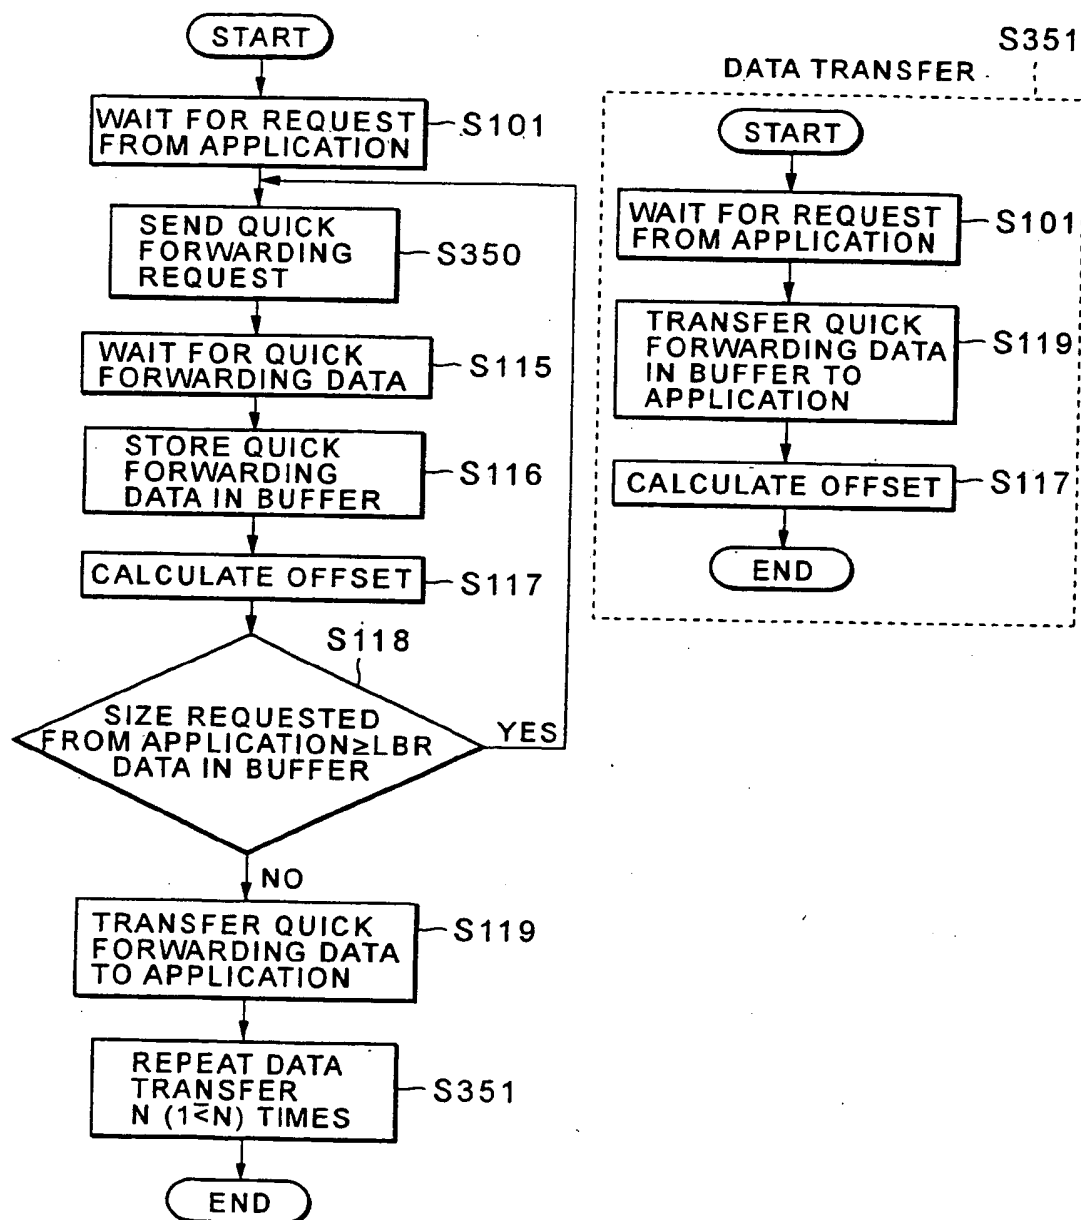 START
WAIT FOR REQUEST
FROM APPLICATION
S101
SEND QUICK
FORWARDING
REQUEST
S350
WAIT FOR QUICK
FORWARDING DATA
S115
STORE QUICK
FORWARDING
DATA IN BUFFER
S116
CALCULATE OFFSET
S117
S118
SIZE REQUESTED
FROM APPLICATION≥LBR
DATA IN BUFFER
YES
NO
TRANSFER QUICK
FORWARDING DATA
TO APPLICATION
S119
REPEAT DATA
TRANSFER
N (1≦N) TIMES
S351
END
S351
DATA TRANSFER
START
WAIT FOR REQUEST
FROM APPLICATION
S101
TRANSFER QUICK
FORWARDING DATA
IN BUFFER TO
APPLICATION
S119
CALCULATE OFFSET
S117
END